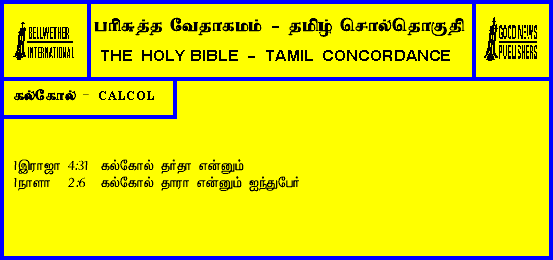 BELLWETHER
INTERNATIONAL
பரிசுத்த வேதாகமம் - தமிழ் சொல்தொகுதி
THE HOLY BIBLE - TAMIL CONCORDANCE
GOOD NEWS
PUBLISHERS
கல்கோல் - CALCOL
1இராஜா 4:31 கல்கோல் தர்தா என்னும்
1நாளா 2:6 கல்கோல் தாரா என்னும் ஐந்துபேர்